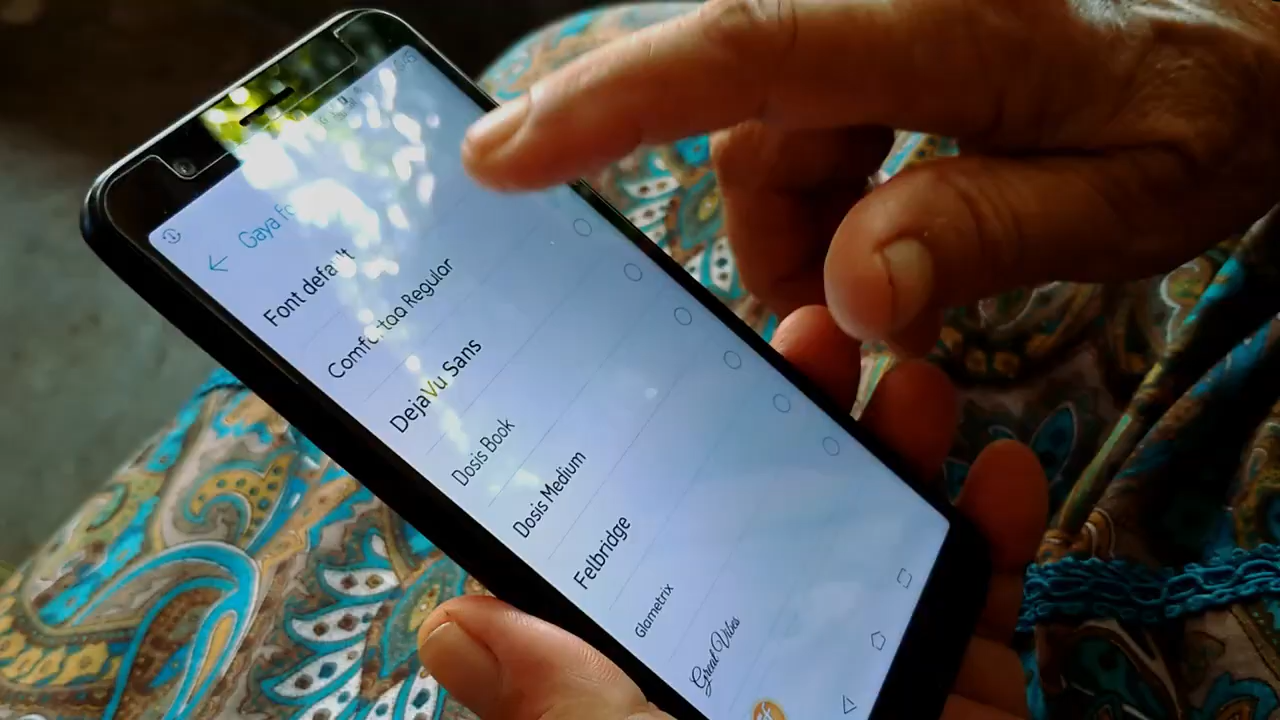 Gaya fo
Font default
Comfortaa Regular
DejaVu Sans
Dosis Book
Dosis Medium
Felbridge
Glametrix
Great Vibes